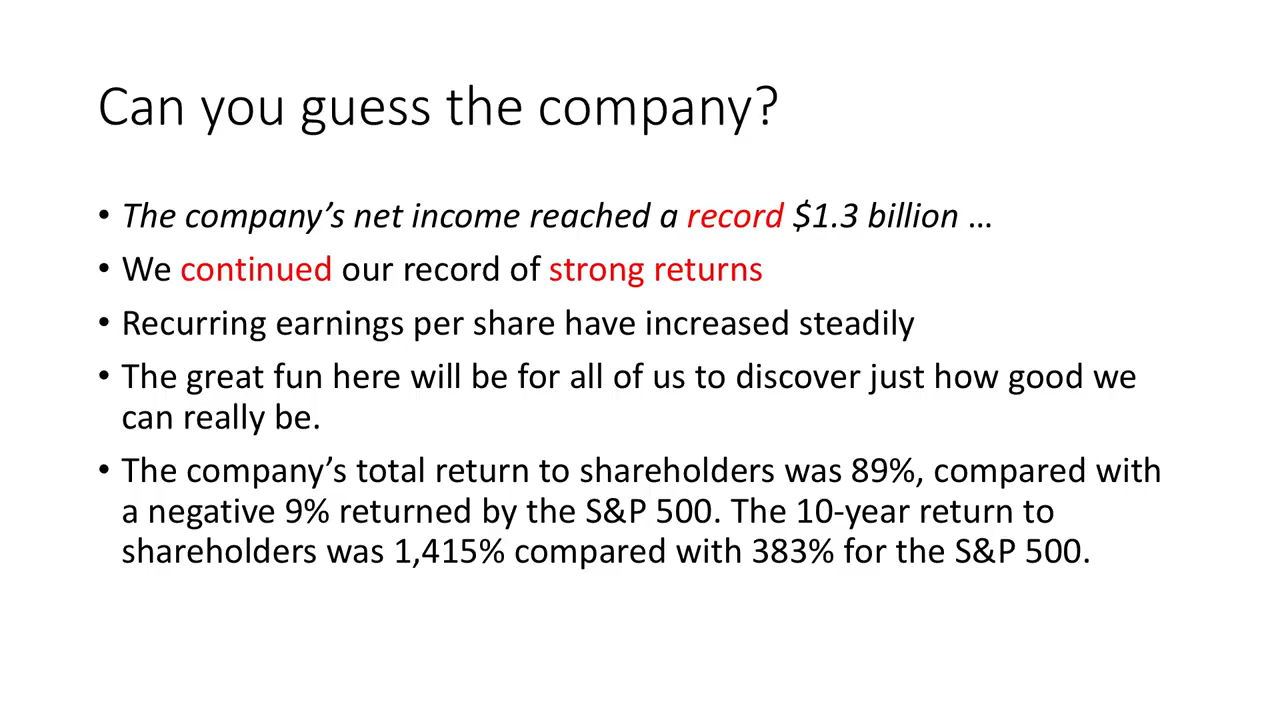 Can you guess the company?
• The company’s net income reached a record $1.3 billion …
• We continued our record of strong returns
• Recurring earnings per share have increased steadily
• The great fun here will be for all of us to discover just how good we
can really be.
• The company’s total return to shareholders was 89%, compared with
a negative 9% returned by the S&P 500. The 10-year return to
shareholders was 1,415% compared with 383% for the S&P 500.